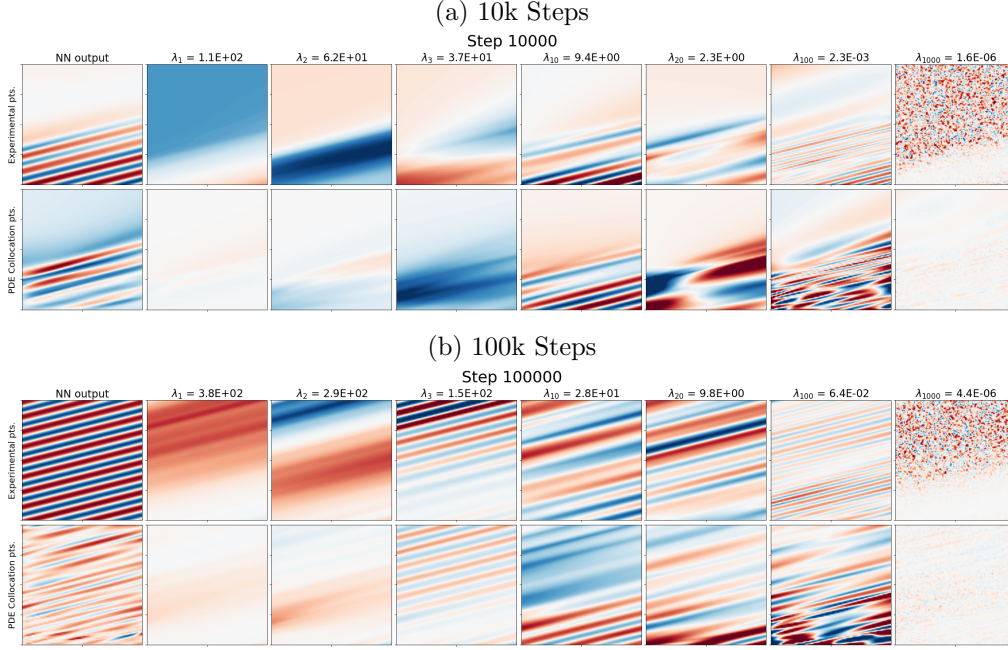 (a) 10k Steps
Step 10000
NN output λ₁ = 1.1E+02 λ₂ = 6.2E+01 λ₃ = 3.7E+01 λ₁₀ = 9.4E+00 λ₂₀ = 2.3E+00 λ₁₀₀ = 2.3E-03 λ₁₀₀₀ = 1.6E-06
Experimental pts.
PDE Collocation pts.
(b) 100k Steps
Step 100000
NN output λ₁ = 3.8E+02 λ₂ = 2.9E+02 λ₃ = 1.5E+02 λ₁₀ = 2.8E+01 λ₂₀ = 9.8E+00 λ₁₀₀ = 6.4E-02 λ₁₀₀₀ = 4.4E-06
Experimental pts.
PDE Collocation pts.